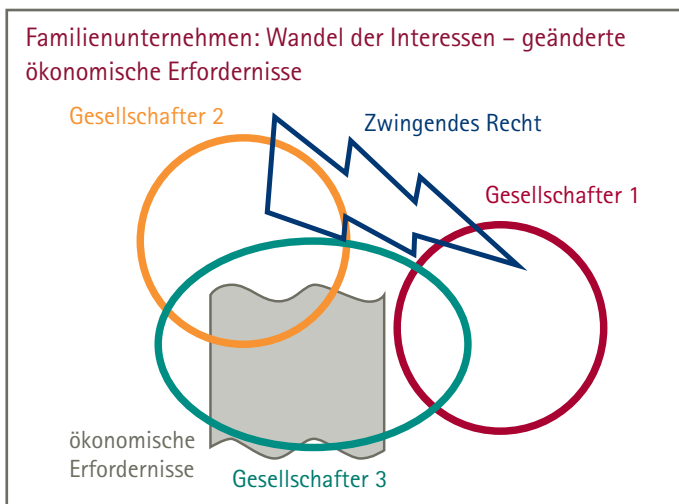 Familienunternehmen: Wandel der Interessen – geänderte
ökonomische Erfordernisse
Gesellschafter 2
Zwingendes Recht
Gesellschafter 1
ökonomische
Erfordernisse
Gesellschafter 3